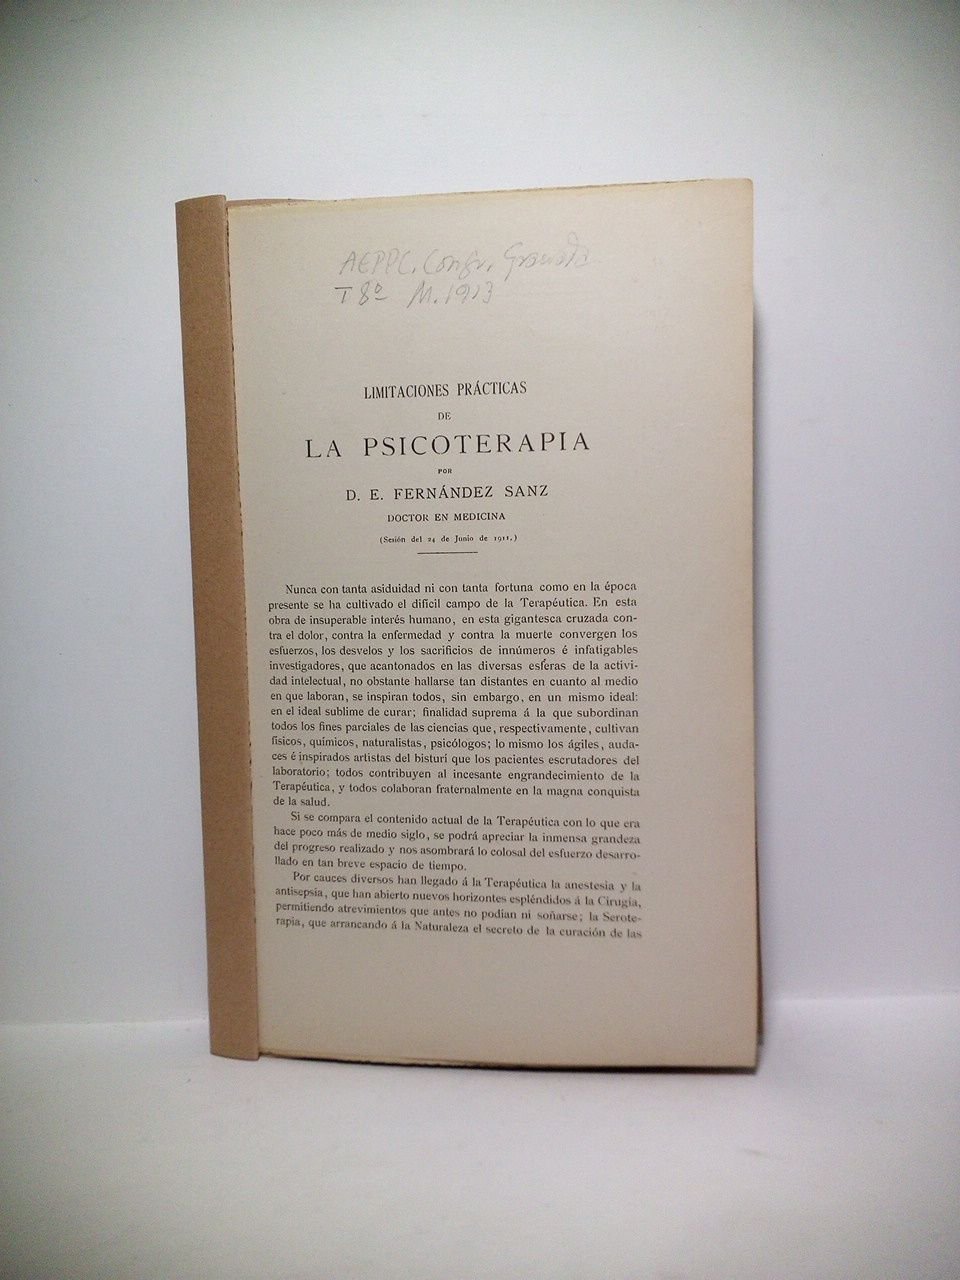 AEPPC. Congr. Granada
T 8º M. 1913
LIMITACIONES PRÁCTICAS
DE
LA PSICOTERAPIA
POR
D. E. FERNÁNDEZ SANZ
DOCTOR EN MEDICINA
(Sesión del 24 de Junio de 1911.)
Nunca con tanta asiduidad ni con tanta fortuna como en la época
presente se ha cultivado el difícil campo de la Terapéutica. En esta
obra de insuperable interés humano, en esta gigantesca cruzada con-
tra el dolor, contra la enfermedad y contra la muerte convergen los
esfuerzos, los desvelos y los sacrificios de innúmeros é infatigables
investigadores, que acantonados en las diversas esferas de la activi-
dad intelectual, no obstante hallarse tan distantes en cuanto al medio
en que laboran, se inspiran todos, sin embargo, en un mismo ideal:
en el ideal sublime de curar; finalidad suprema á la que subordinan
todos los fines parciales de las ciencias que, respectivamente, cultivan
físicos, químicos, naturalistas, psicólogos; lo mismo los ágiles, auda-
ces é inspirados artistas del bisturí que los pacientes escrutadores del
laboratorio; todos contribuyen al incesante engrandecimiento de la
Terapéutica, y todos colaboran fraternalmente en la magna conquista
de la salud.
Si se compara el contenido actual de la Terapéutica con lo que era
hace poco más de medio siglo, se podrá apreciar la inmensa grandeza
del progreso realizado y nos asombrará lo colosal del esfuerzo desarro-
llado en tan breve espacio de tiempo.
Por cauces diversos han llegado á la Terapéutica la anestesia y la
antisepsia, que han abierto nuevos horizontes espléndidos á la Cirugía,
permitiendo atrevimientos que antes no podían ni soñarse; la Serote-
rapia, que arrancando á la Naturaleza el secreto de la curación de las